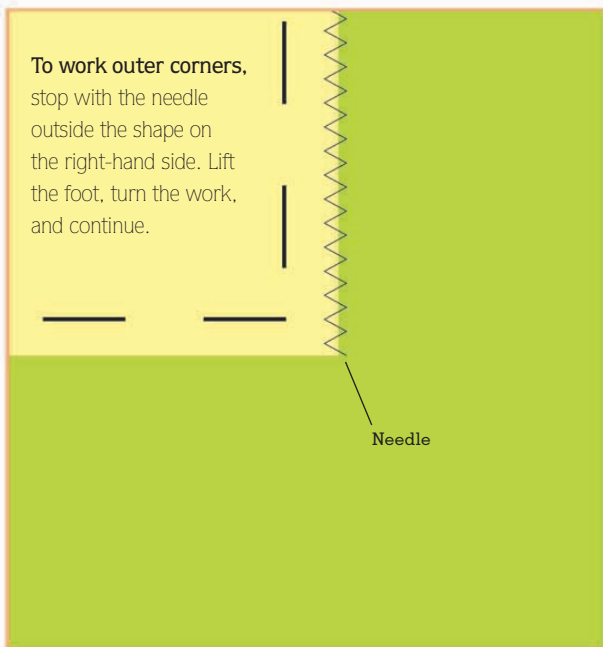 To work outer corners,
stop with the needle
outside the shape on
the right-hand side. Lift
the foot, turn the work,
and continue.
Needle